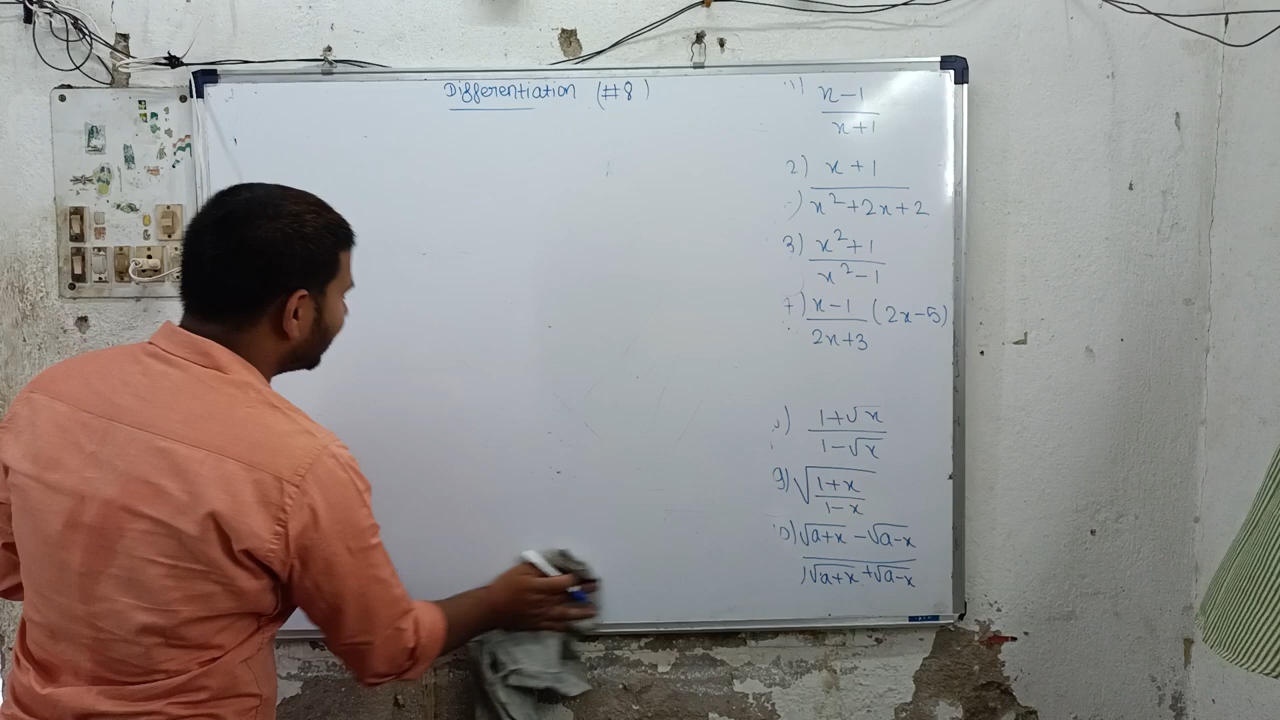 Differentiation (#8)
1) x-1
x+1
2) x+1
x²+2x+2
3) x²+1
x²-1
x-1 (2x-5)
2x+3
1+√x
1-√x
9) √1+x
1-x
10) √a+x - √a-x
√a+x + √a-x